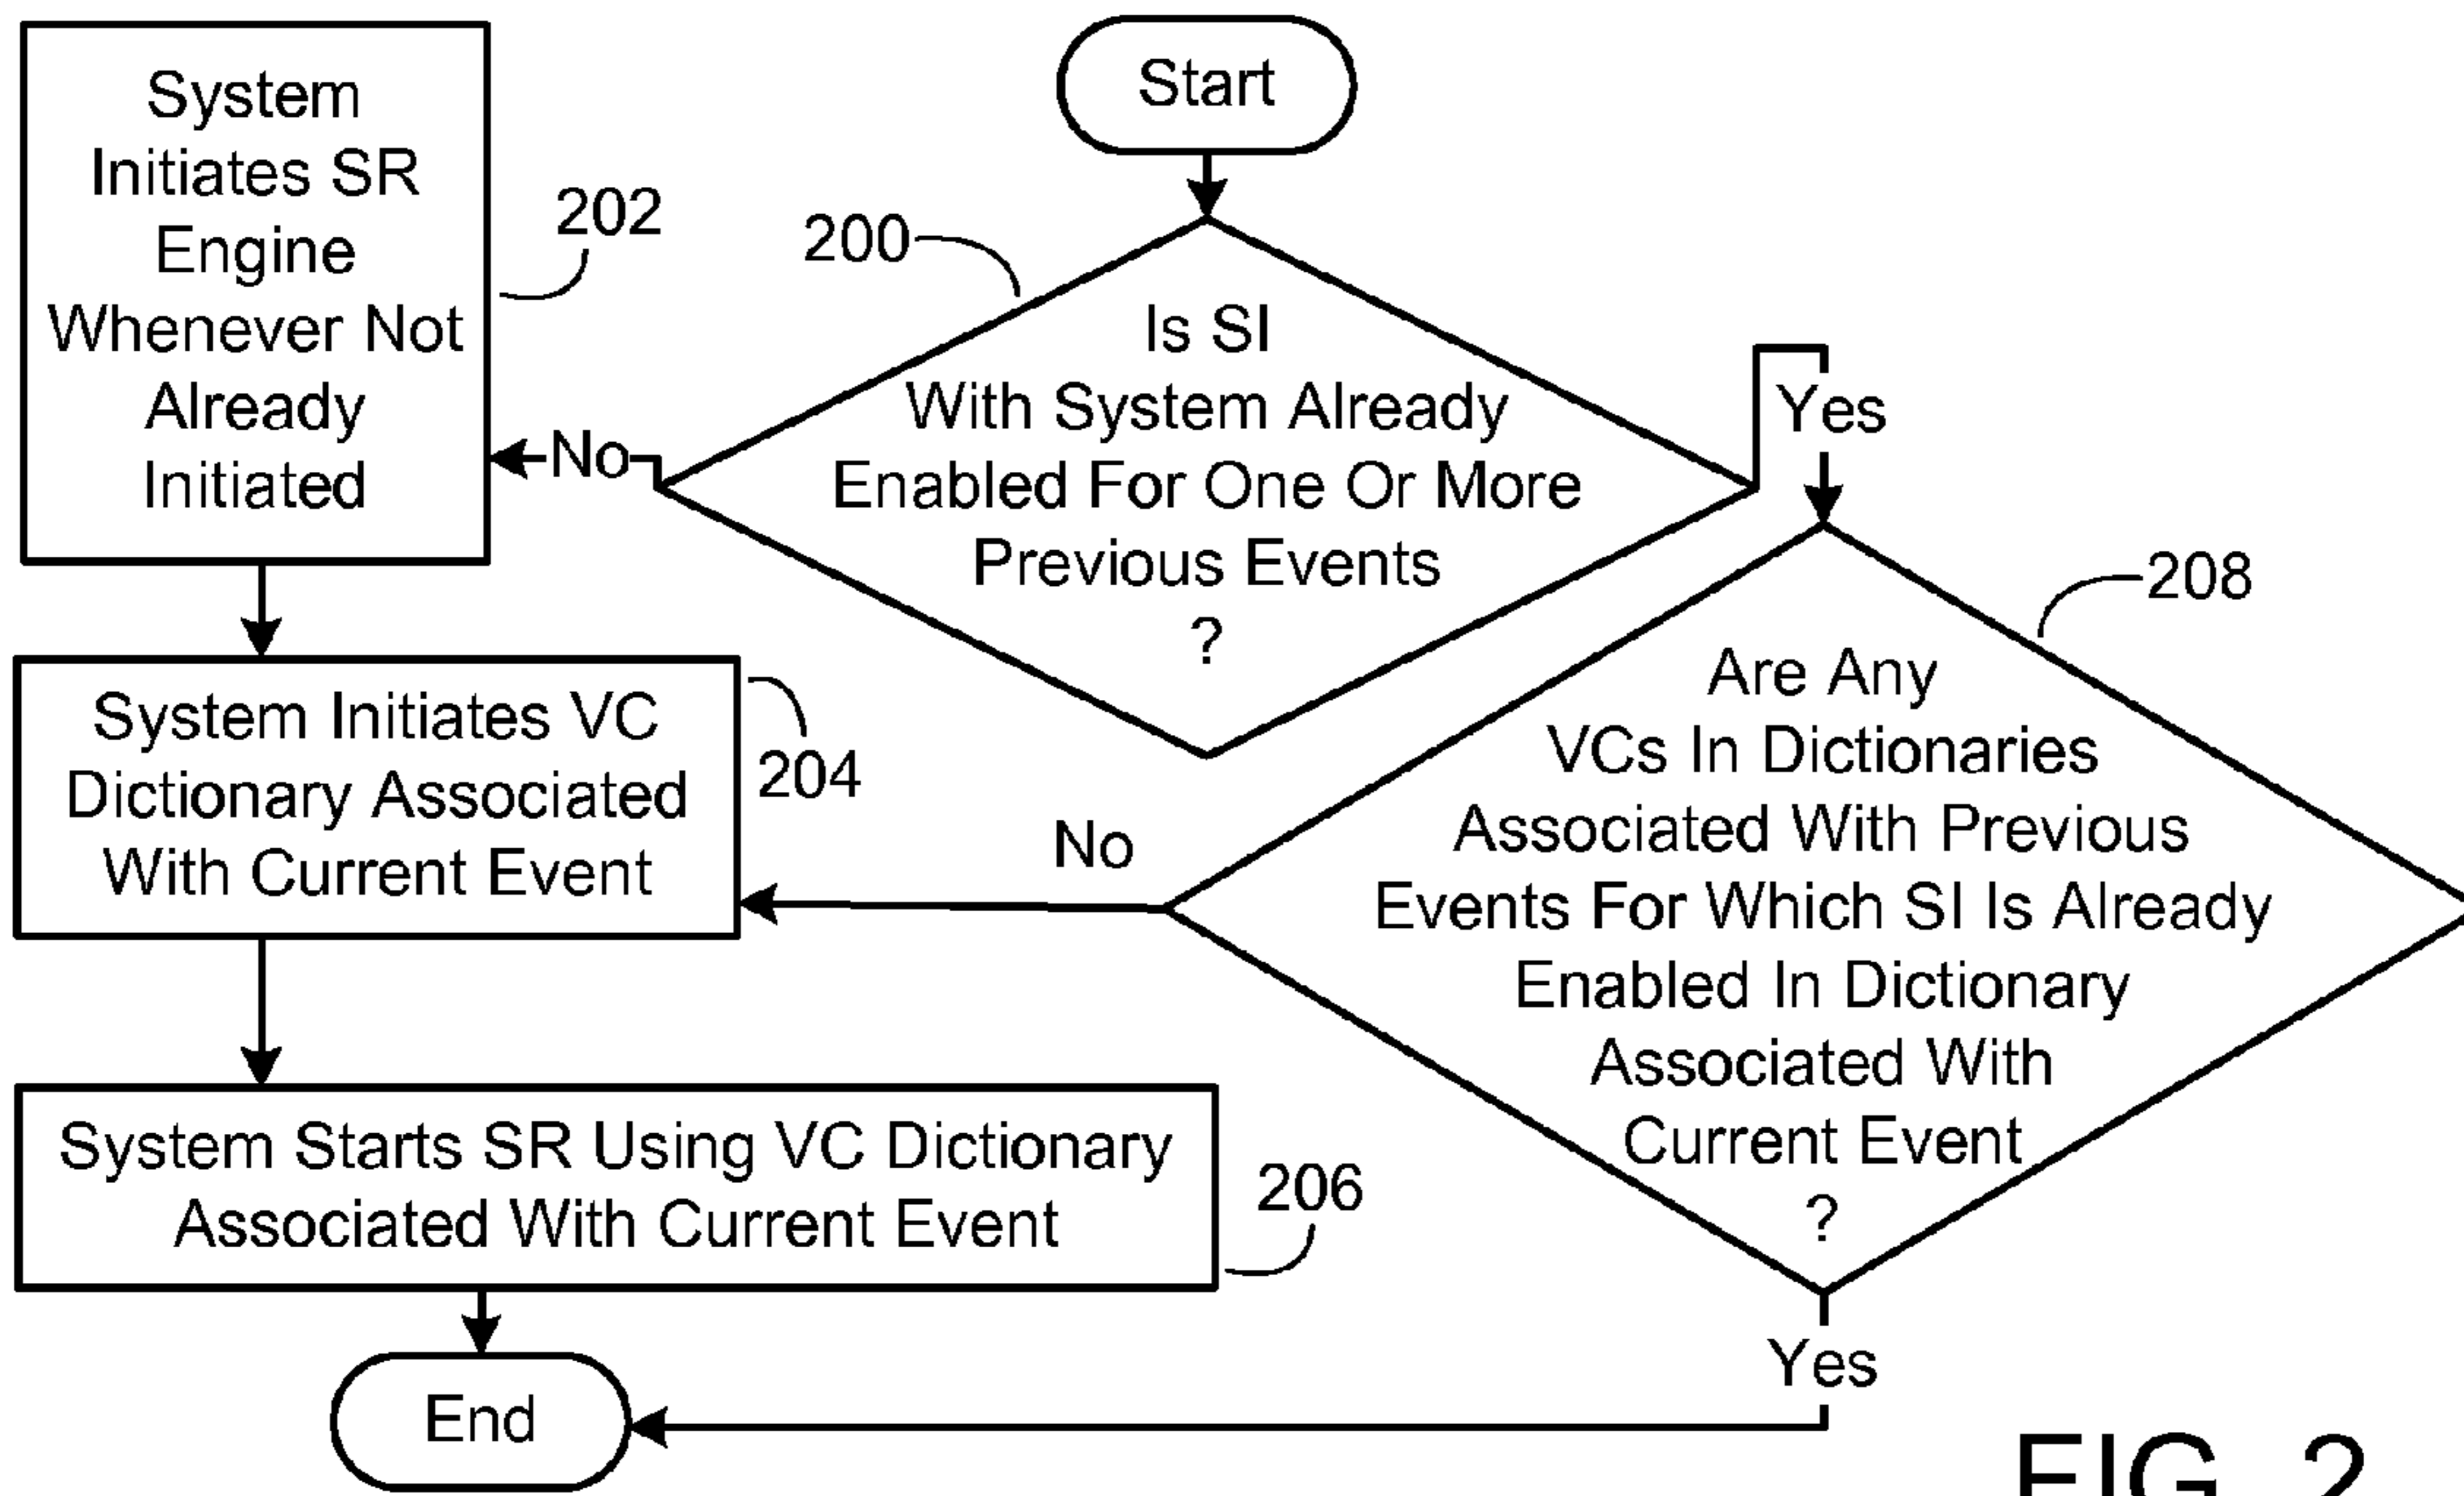 Start
200
Is SI
With System Already
Enabled For One Or More
Previous Events
?
No
Yes
System
Initiates SR
Engine
Whenever Not
Already
Initiated
202
System Initiates VC
Dictionary Associated
With Current Event
204
208
Are Any
VCs In Dictionaries
Associated With Previous
Events For Which SI Is Already
Enabled In Dictionary
Associated With
Current Event
?
No
Yes
System Starts SR Using VC Dictionary
Associated With Current Event
206
End
FIG. 2